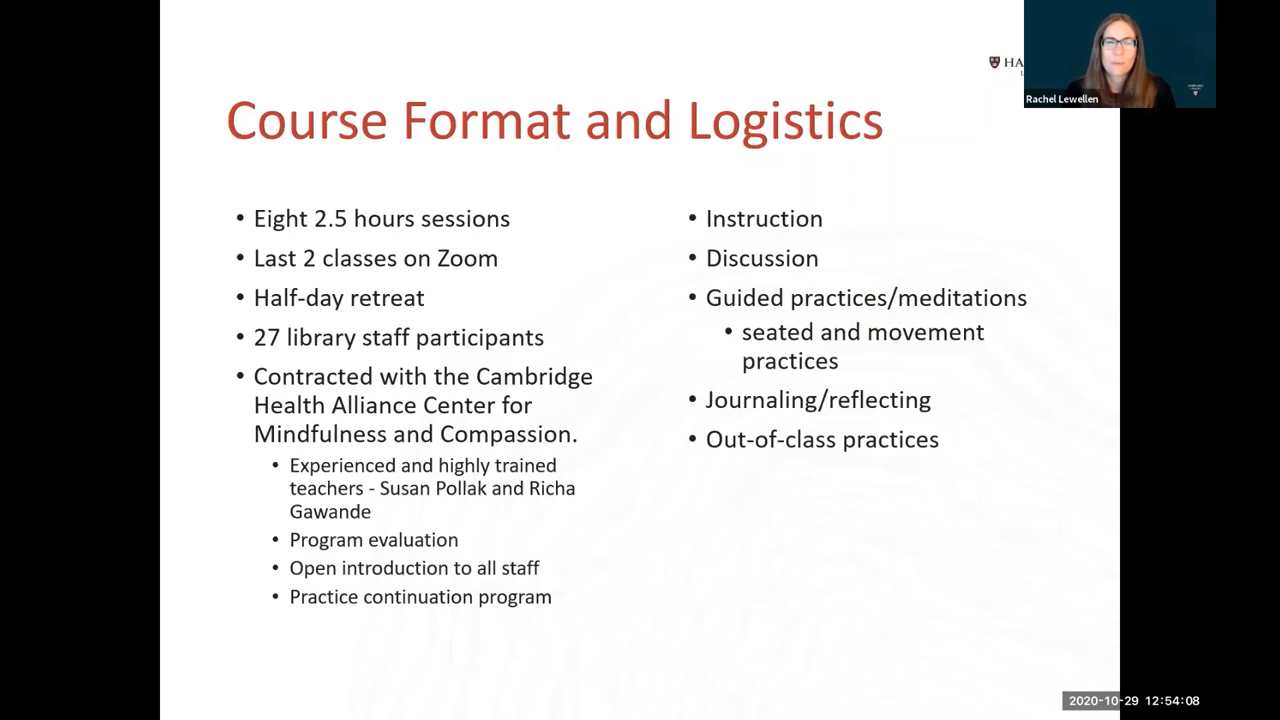 Course Format and Logistics
• Eight 2.5 hours sessions
• Last 2 classes on Zoom
• Half-day retreat
• 27 library staff participants
• Contracted with the Cambridge
Health Alliance Center for
Mindfulness and Compassion.
• Experienced and highly trained
teachers - Susan Pollak and Richa
Gawande
• Program evaluation
• Open introduction to all staff
• Practice continuation program
• Instruction
• Discussion
• Guided practices/meditations
• seated and movement
practices
• Journaling/reflecting
• Out-of-class practices
HA
Rachel Lewellen
2020-10-29 12:54:08